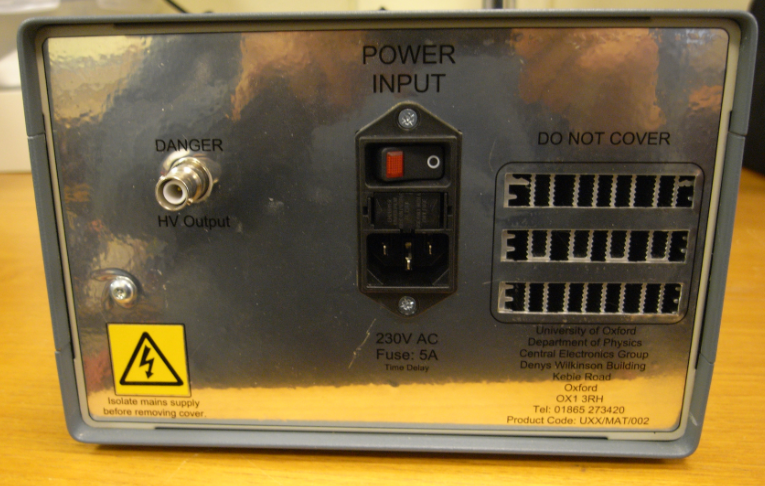 POWER
INPUT
DANGER
HV Output
DO NOT COVER
230V AC
Fuse: 5A
Time Delay
Isolate mains supply
before removing cover.
University of Oxford
Department of Physics
Central Electronics Group
Denys Wilkinson Building
Keble Road
Oxford
OX1 3RH
Tel: 01865 273420
Product Code: UXX/MAT/002